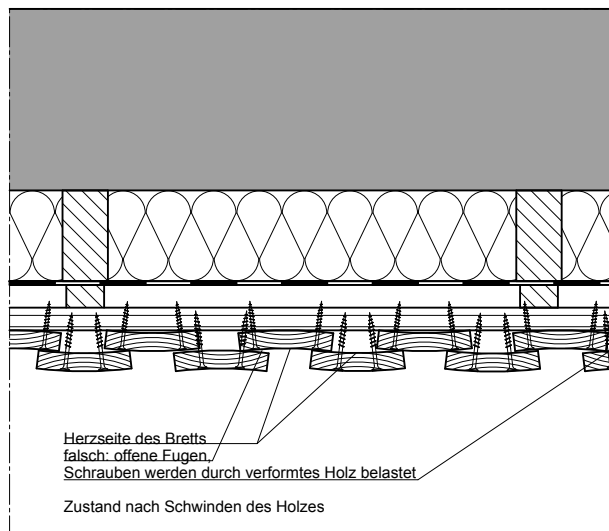 Herzseite des Bretts
falsch: offene Fugen,
Schrauben werden durch verformtes Holz belastet
Zustand nach Schwinden des Holzes